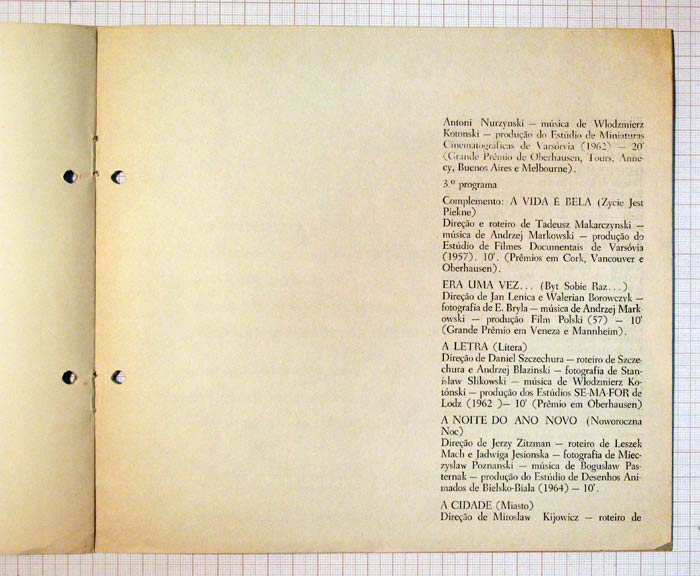 Antoni Nurzynski — música de Wlodzmierz
Kotonski — produção do Estúdio de Miniaturas
Cinematográficas de Varsórvia (1962) — 20'
(Grande Prêmio de Oberhausen, Tours, Anne-
cy, Buenos Aires e Melbourne).
3.º programa
Complemento: A VIDA É BELA (Zycie Jest
Piekne)
Direção e roteiro de Tadeusz Makarczynski —
música de Andrzej Markowski — produção do
Estúdio de Filmes Documentais de Varsóvia
(1957). 10'. (Prêmios em Cork, Vancouver e
Oberhausen).
ERA UMA VEZ... (Byt Sobie Raz...)
Direção de Jan Lenica e Walerian Borowczyk —
fotografia de E. Bryla — música de Andrzej Mark-
owski — produção Film Polski (57) — 10'
(Grande Prêmio em Veneza e Mannheim).
A LETRA (Litera)
Direção de Daniel Szczechura — roteiro de Szcze-
chura e Andrzej Blazinski — fotografia de Stan-
islaw Slikowski — música de Wlodzmierz Ko-
tónski — produção dos Estúdios SE-MA-FOR de
Lodz (1962 )— 10' (Prêmio em Oberhausen)
A NOITE DO ANO NOVO (Noworoczna
Noc)
Direção de Jerzy Zitzman — roteiro de Leszek
Mach e Jadwiga Jesionska — fotografia de Miec-
zyslaw Poznanski — música de Boguslaw Pas-
ternak — produção do Estúdio de Desenhos Ani-
mados de Bielsko-Biala (1964) — 10'.
A CIDADE (Miasto)
Direção de Miroslaw Kijowicz — roteiro de